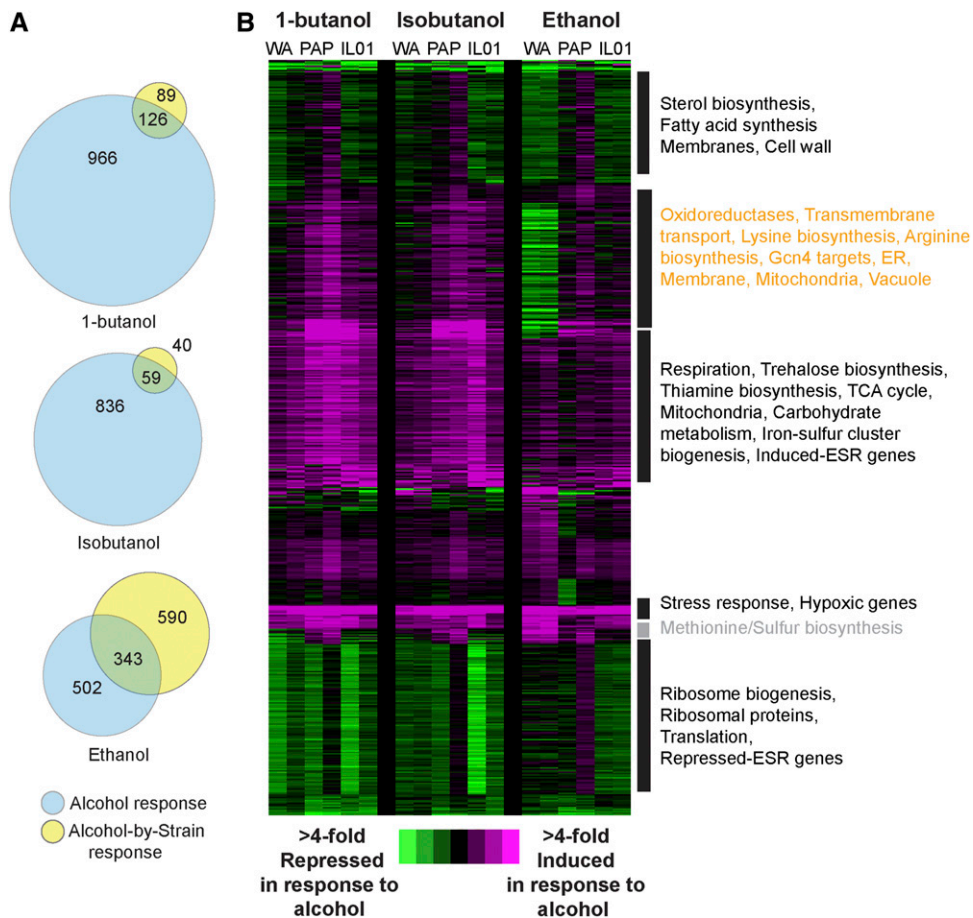 A
89
126
966
1-butanol
40
59
836
Isobutanol
590
343
502
Ethanol
Alcohol response
Alcohol-by-Strain
response
B
1-butanol Isobutanol Ethanol
WA PAP IL01 WA PAP IL01 WA PAP IL01
Sterol biosynthesis,
Fatty acid synthesis
Membranes, Cell wall
Oxidoreductases, Transmembrane
transport, Lysine biosynthesis, Arginine
biosynthesis, Gcn4 targets, ER,
Membrane, Mitochondria, Vacuole
Respiration, Trehalose biosynthesis,
Thiamine biosynthesis, TCA cycle,
Mitochondria, Carbohydrate
metabolism, Iron-sulfur cluster
biogenesis, Induced-ESR genes
Stress response, Hypoxic genes
Methionine/Sulfur biosynthesis
Ribosome biogenesis,
Ribosomal proteins,
Translation,
Repressed-ESR genes
>4-fold
Repressed
in response to
alcohol
>4-fold
Induced
in response to
alcohol